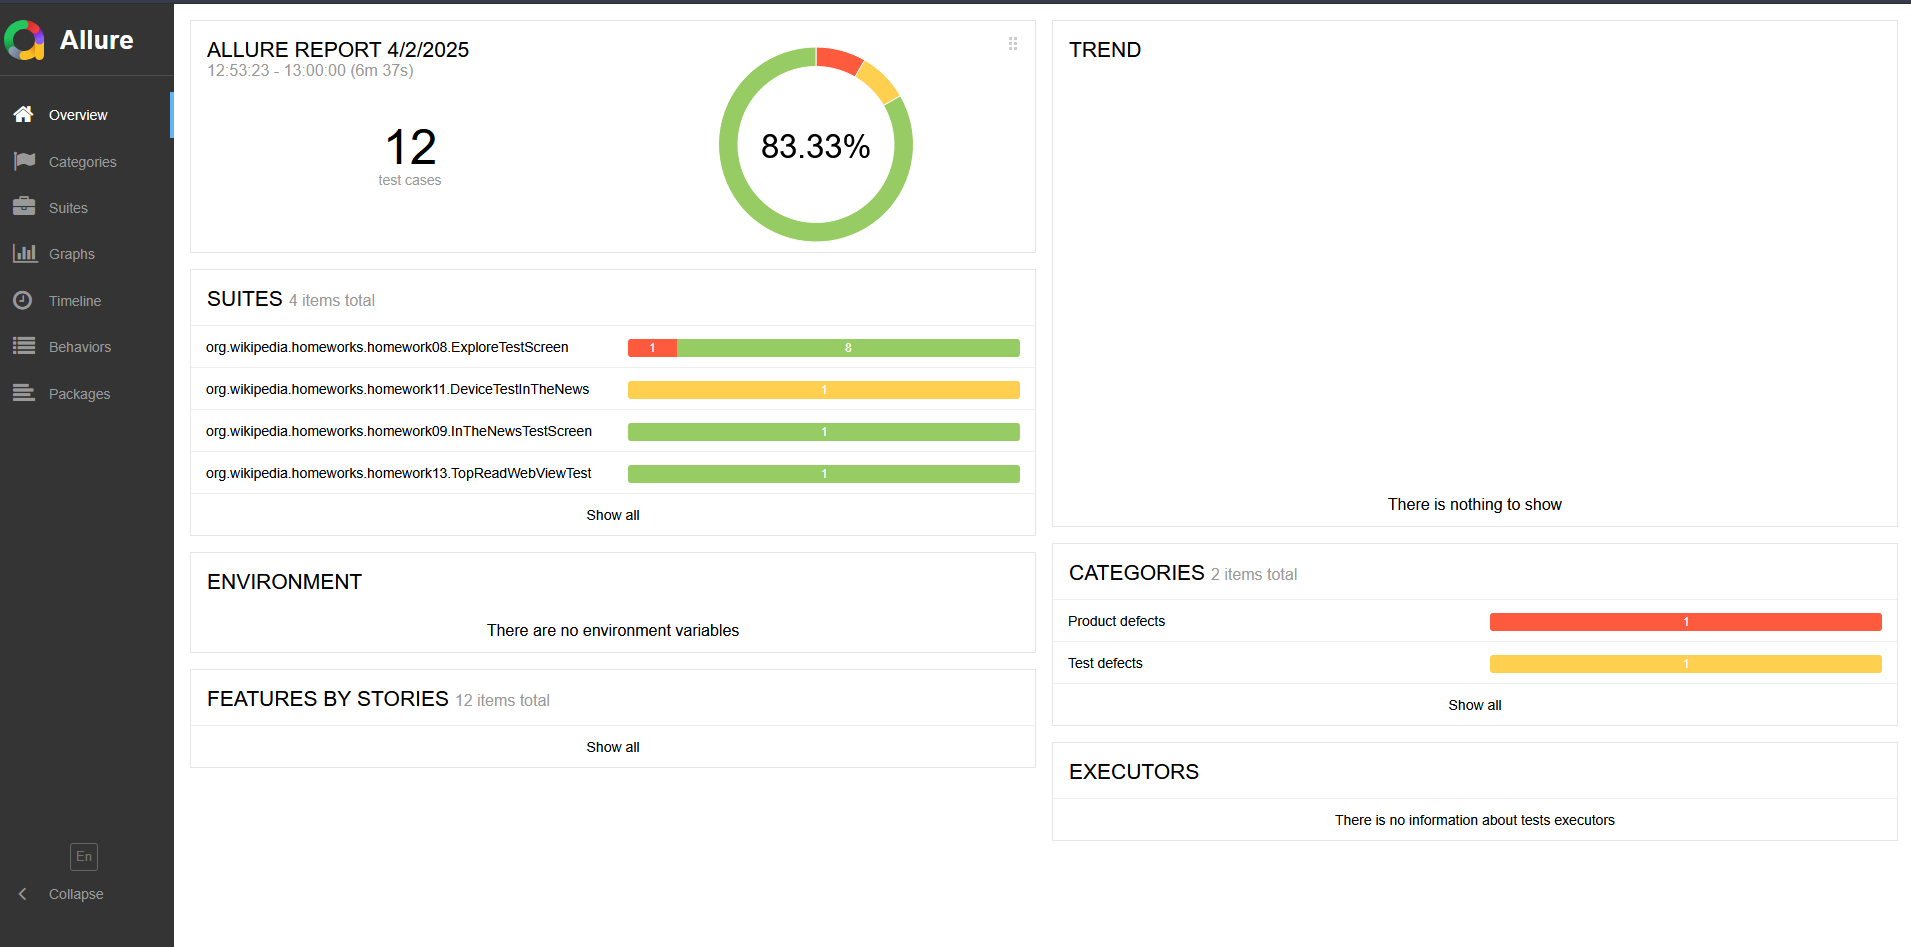 Allure
Overview
Categories
Suites
Graphs
Timeline
Behaviors
Packages
En
Collapse
ALLURE REPORT 4/2/2025
12:53:23 - 13:00:00 (6m 37s)
12
test cases
83.33%
SUITES 4 items total
org.wikipedia.homeworks.homework08.ExploreTestScreen 1 8
org.wikipedia.homeworks.homework11.DeviceTestInTheNews 1
org.wikipedia.homeworks.homework09.InTheNewsTestScreen 1
org.wikipedia.homeworks.homework13.TopReadWebViewTest 1
Show all
ENVIRONMENT
There are no environment variables
FEATURES BY STORIES 12 items total
Show all
TREND
There is nothing to show
CATEGORIES 2 items total
Product defects 1
Test defects 1
Show all
EXECUTORS
There is no information about tests executors